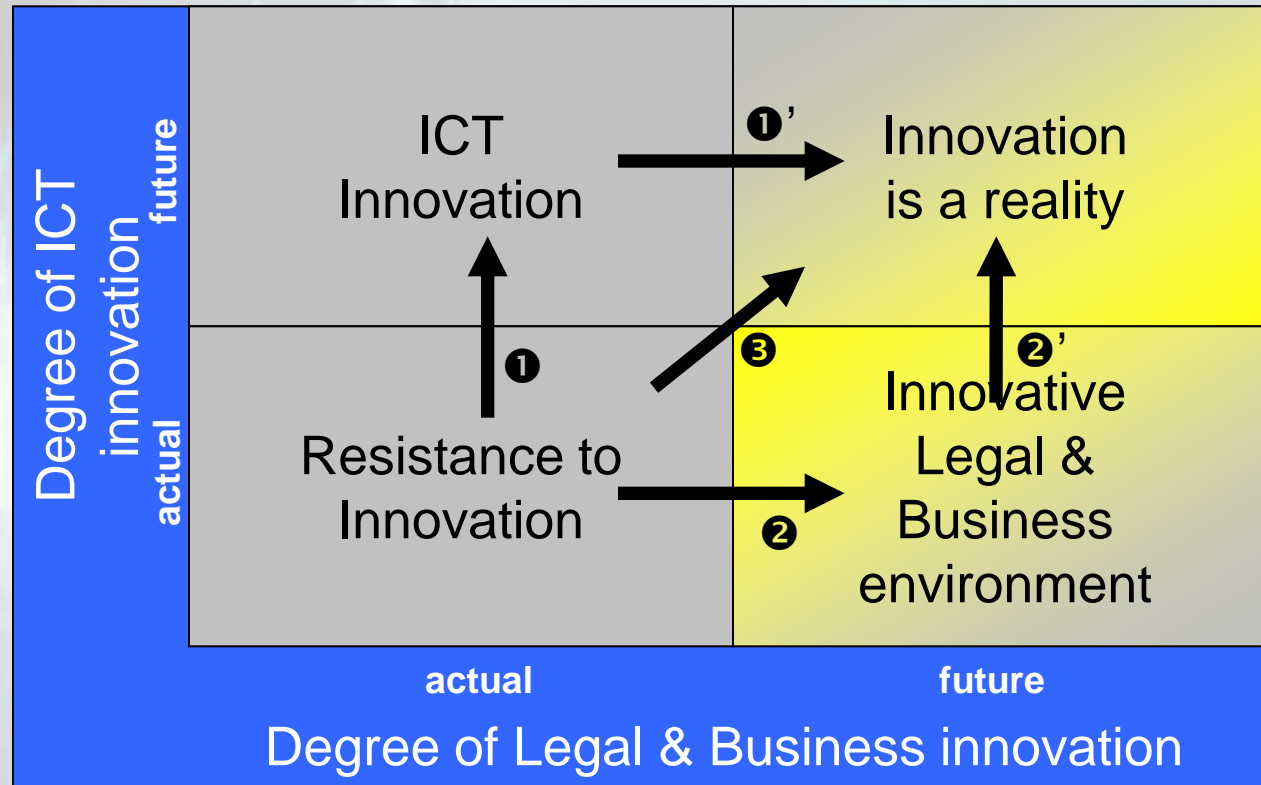 Degree of ICT
innovation
future
actual
ICT
Innovation
❶’
Innovation
is a reality
❶
❸
❷’
Resistance to
Innovation
❷
Innovative
Legal &
Business
environment
actual
future
Degree of Legal & Business innovation